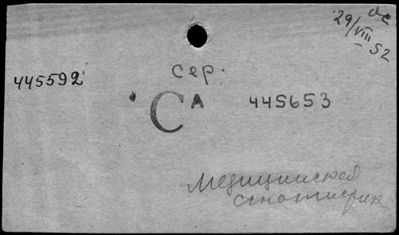 29/VIII
52
445592
сер.
СА
445653
Медицинская
статистика